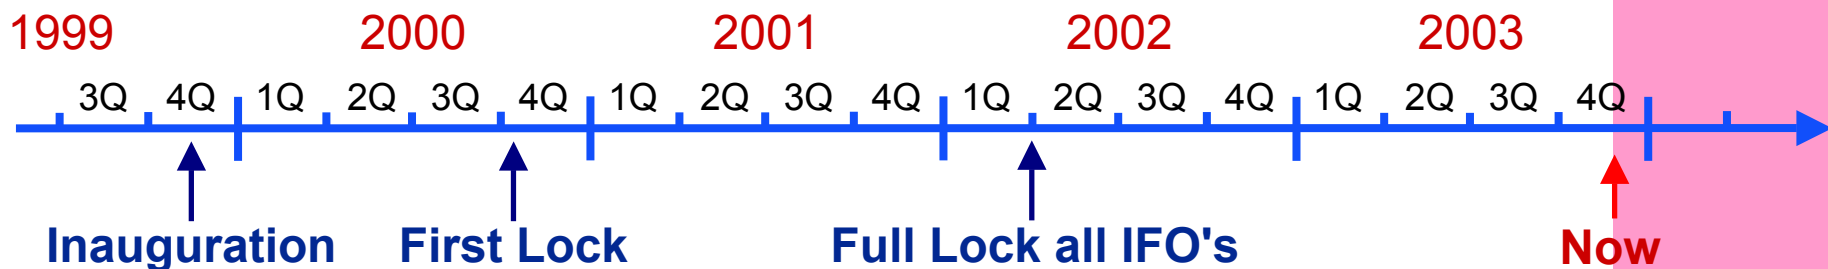 1999 2000 2001 2002 2003
3Q 4Q 1Q 2Q 3Q 4Q 1Q 2Q 3Q 4Q 1Q 2Q 3Q 4Q 1Q 2Q 3Q 4Q
Inauguration First Lock Full Lock all IFO's Now